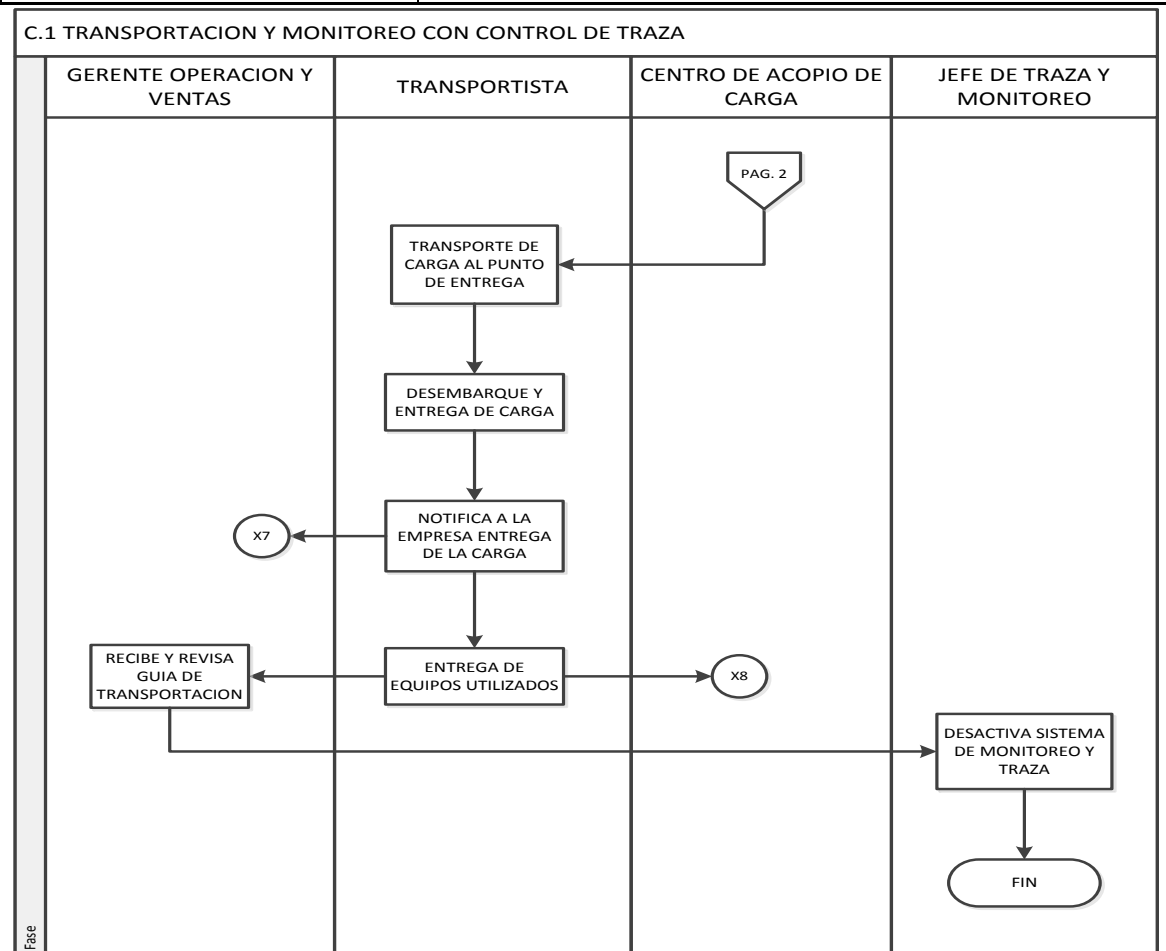 C.1 TRANSPORTACION Y MONITOREO CON CONTROL DE TRAZA
GERENTE OPERACION Y
VENTAS
TRANSPORTISTA
CENTRO DE ACOPIO DE
CARGA
JEFE DE TRAZA Y
MONITOREO
PAG. 2
TRANSPORTE DE
CARGA AL PUNTO
DE ENTREGA
DESEMBARQUE Y
ENTREGA DE CARGA
NOTIFICA A LA
EMPRESA ENTREGA
DE LA CARGA
X7
RECIBE Y REVISA
GUIA DE
TRANSPORTACION
ENTREGA DE
EQUIPOS UTILIZADOS
X8
DESACTIVA SISTEMA
DE MONITOREO Y
TRAZA
FIN
Fase